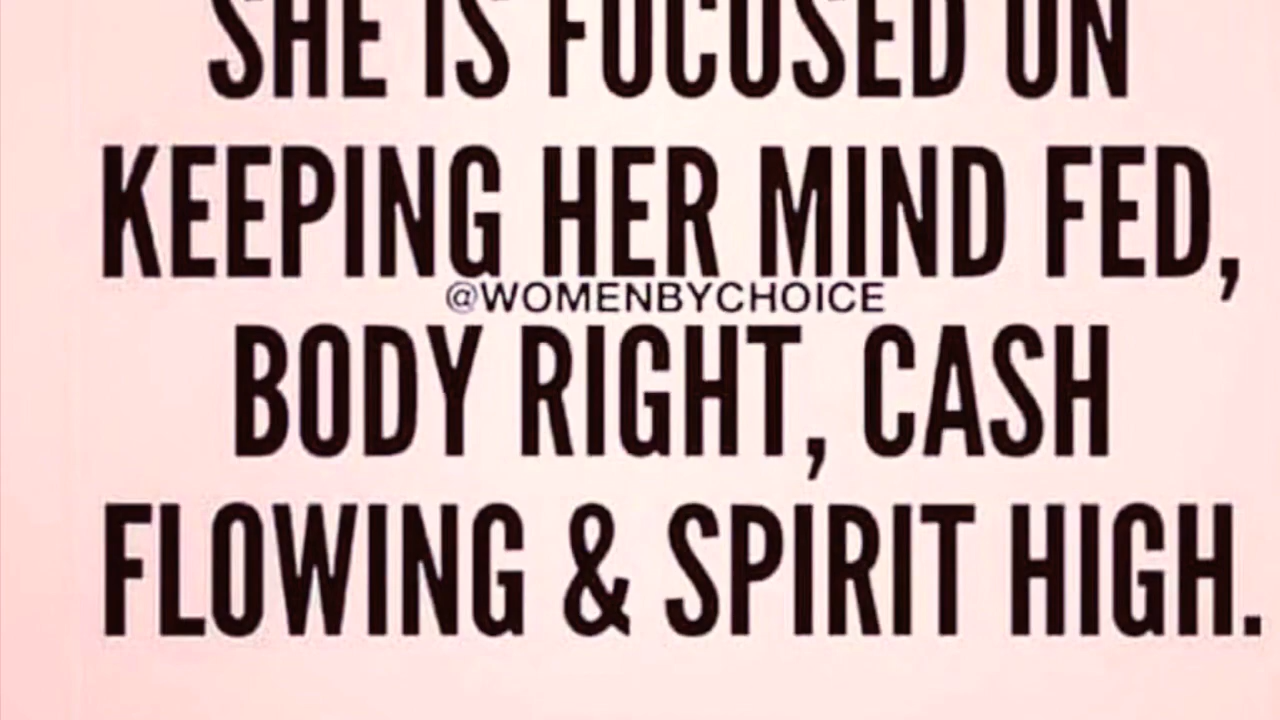 SHE IS FOCUSED ON
KEEPING HER MIND FED,
@WOMENBYCHOICE
BODY RIGHT, CASH
FLOWING & SPIRIT HIGH.